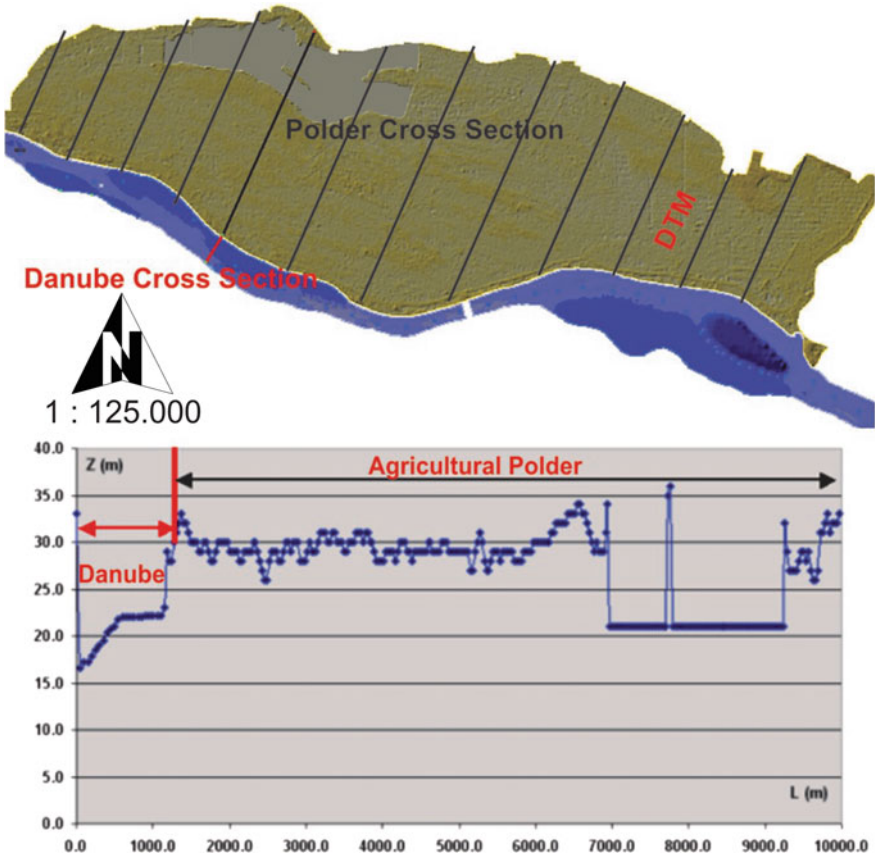 Polder Cross Section
DTM
Danube Cross Section
N
1 : 125.000
40.0
Z (m)
Agricultural Polder
35.0
30.0
Danube
25.0
20.0
15.0
10.0
5.0
L (m)
0.0
0.0 1000.0 2000.0 3000.0 4000.0 5000.0 6000.0 7000.0 8000.0 9000.0 10000.0